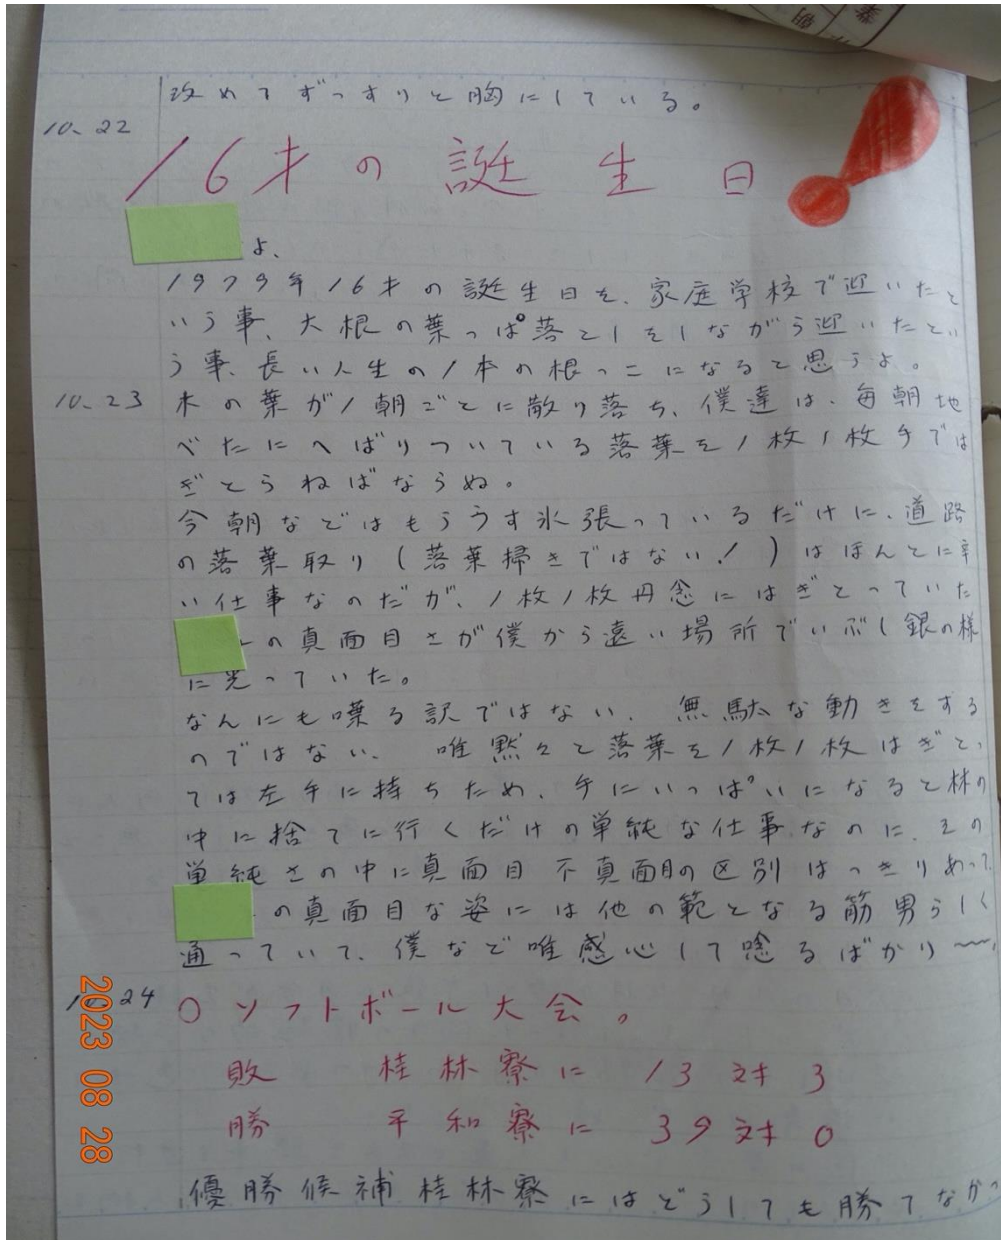 攻めてずっすりと胸にしている。
10、22
16才の誕生日
よ、
1979年16才の誕生日を、家庭学校で迎いたと
いう事、大根の葉っぱ落としをしながら迎いたとい
う事、長い人生の1本の根っこになると思うよ。
10、23 木の葉が1朝ごとに散り落ち、僕達は、毎朝地
べたにへばりついている落葉を1枚1枚手では
ぎとらねばならぬ。
今朝などはもううす氷張っているだけに、道路
の落葉取り(落葉掃きではない!)はほんとに辛
い仕事なのだが、1枚1枚丹念にはぎとっていた
の真面目さが僕から遠い場所でいぶし銀の様
に光っていた。
なんにも喋る訳ではない、無駄な動きをする
のではない、唯黙々と落葉を1枚1枚はぎとっ
ては左手に持ちため、手にいっぱいになると林の
中に捨てに行くだけの単純な仕事なのに、その
単純さの中に真面目不真面目の区別はっきりあって
の真面目な姿には他の範となる筋男らしく
通っていて、僕など唯感心して唸るばかり〜
10、24 ○ソフトボール大会。
敗 桂林寮に 13対3
勝 平和寮に 39対0
優勝候補桂林寮にはどうしても勝てなかっ
2023 08 28
朝
業